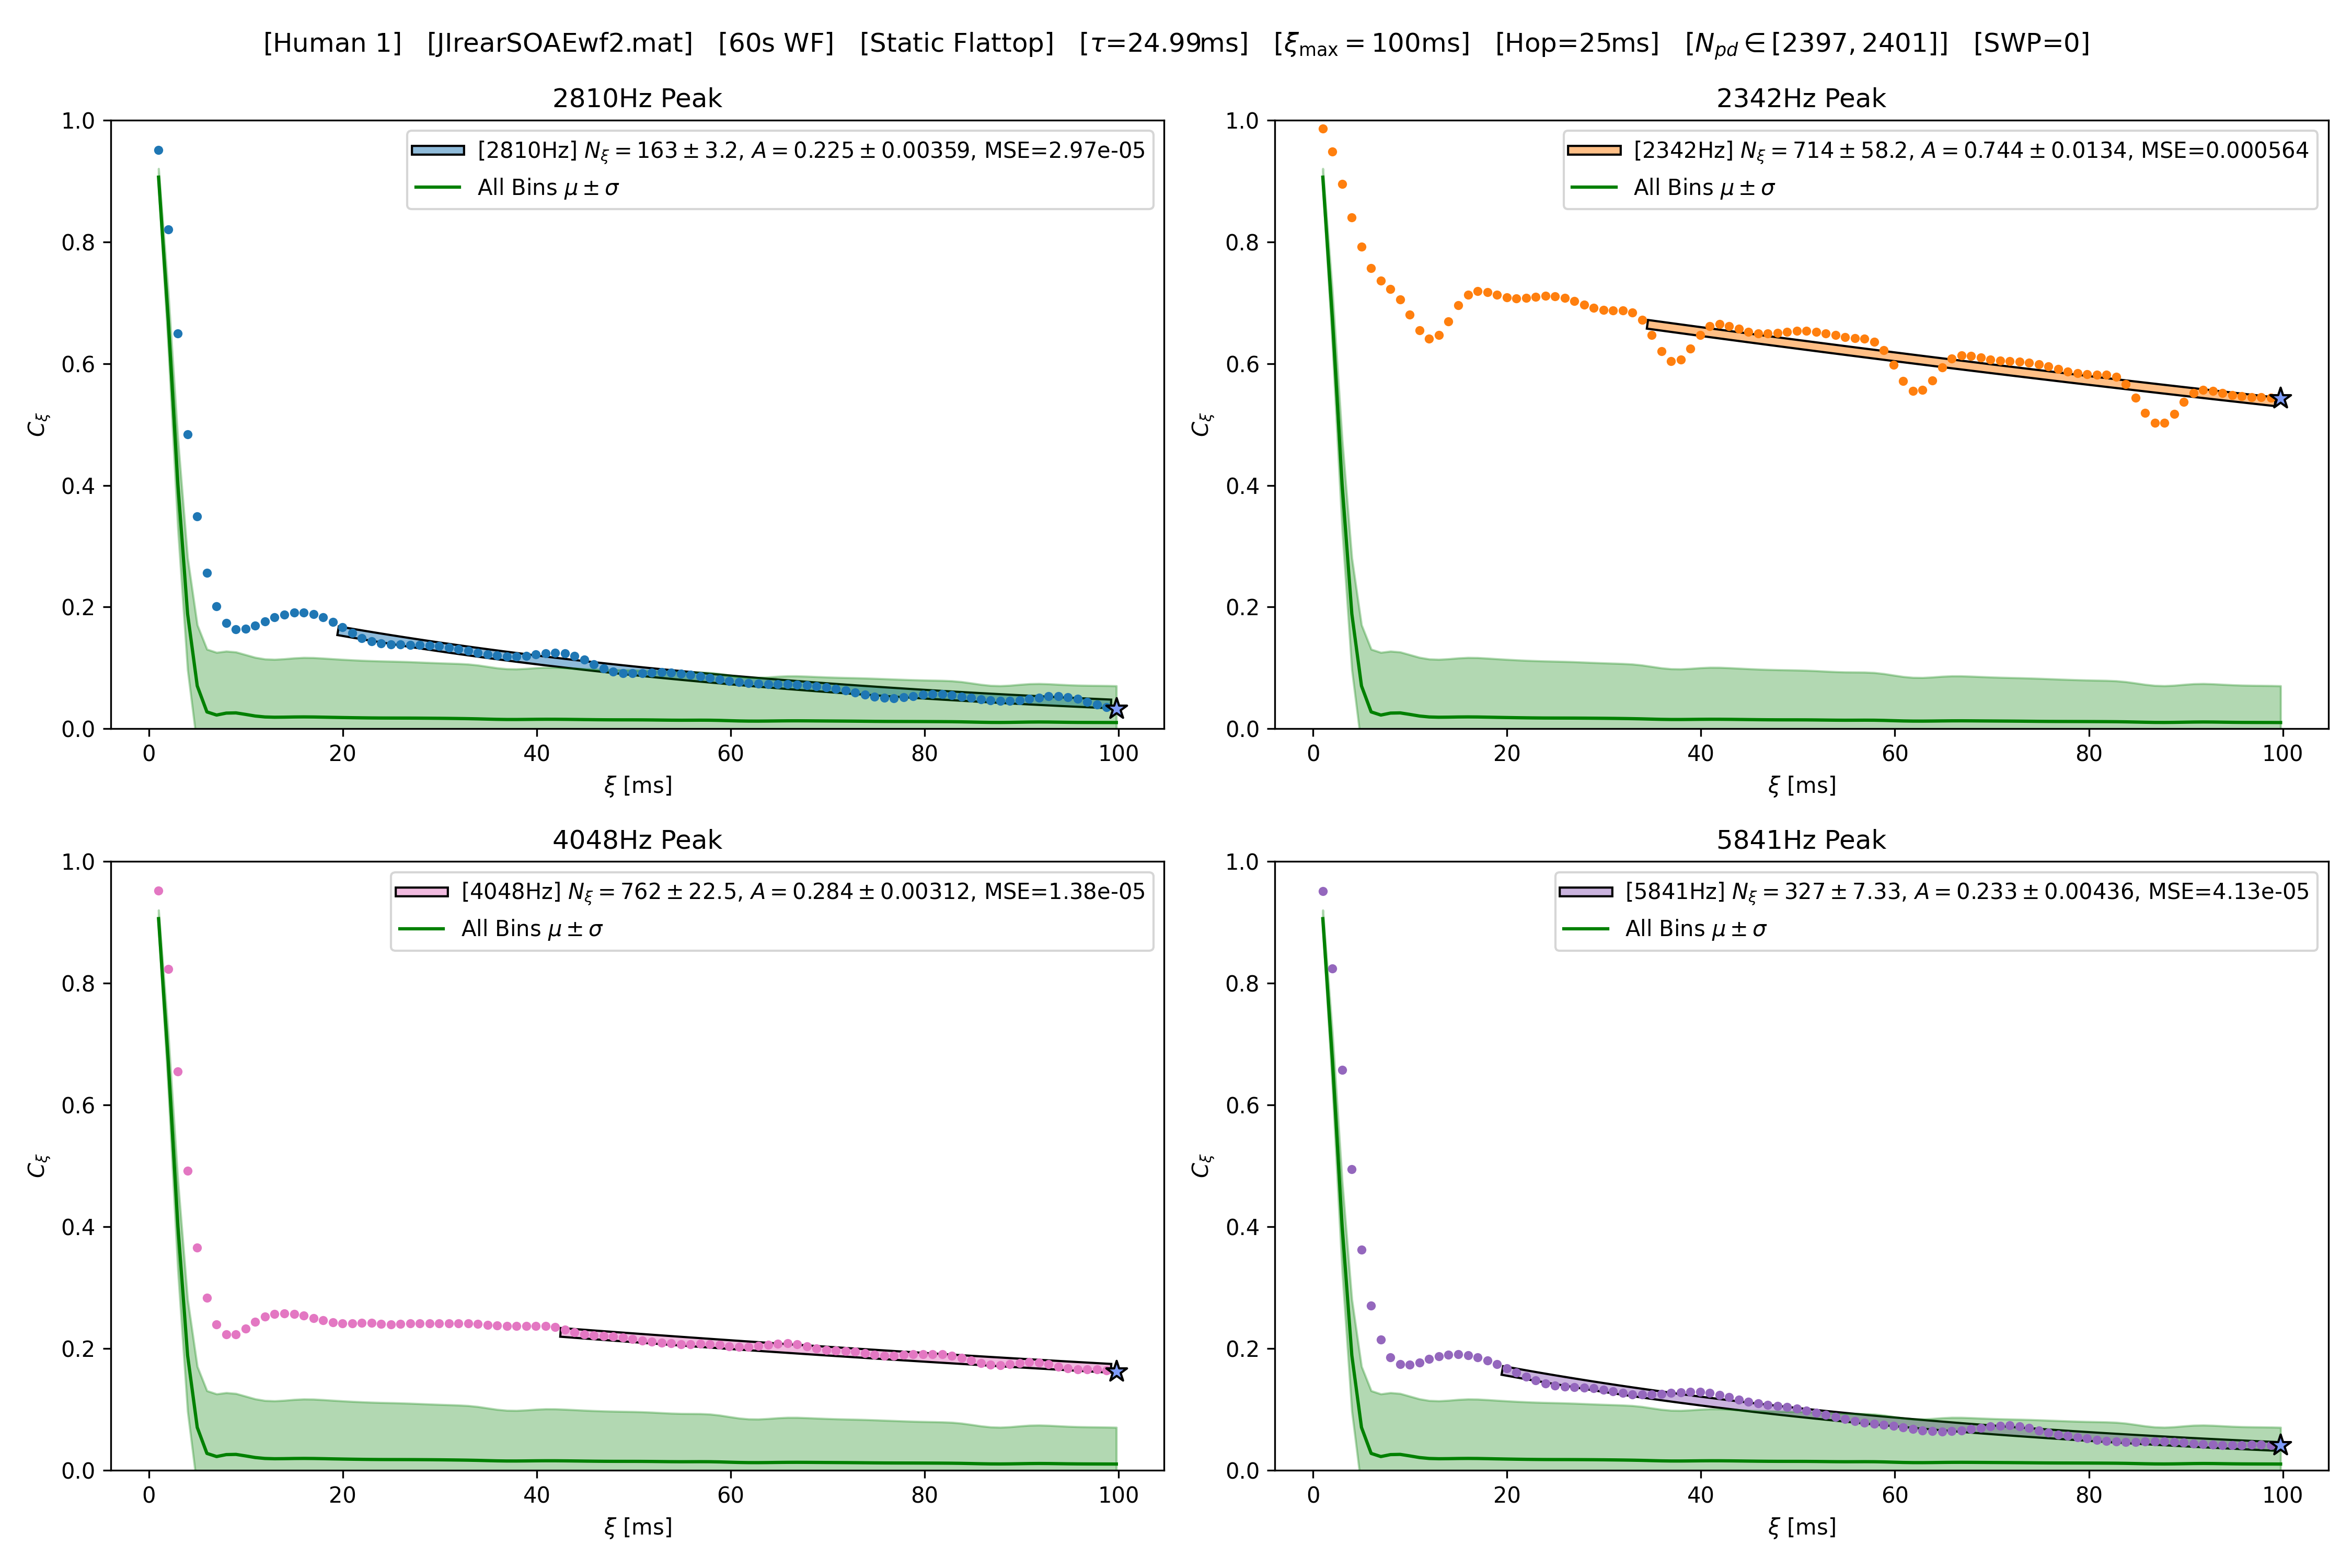 [Human 1] [JIrearSOAEwf2.mat] [60s WF] [Static Flattop] [τ=24.99ms] [ξmax = 100ms] [Hop=25ms] [Npd ∈ [2397, 2401]] [SWP=0]
2810Hz Peak
[2810Hz] Nξ = 163 ± 3.2, A = 0.225 ± 0.00359, MSE=2.97e-05
All Bins μ ± σ
1.0
0.8
0.6
0.4
0.2
0.0
Cξ
0 20 40 60 80 100
ξ [ms]
2342Hz Peak
[2342Hz] Nξ = 714 ± 58.2, A = 0.744 ± 0.0134, MSE=0.000564
All Bins μ ± σ
1.0
0.8
0.6
0.4
0.2
0.0
Cξ
0 20 40 60 80 100
ξ [ms]
4048Hz Peak
[4048Hz] Nξ = 762 ± 22.5, A = 0.284 ± 0.00312, MSE=1.38e-05
All Bins μ ± σ
1.0
0.8
0.6
0.4
0.2
0.0
Cξ
0 20 40 60 80 100
ξ [ms]
5841Hz Peak
[5841Hz] Nξ = 327 ± 7.33, A = 0.233 ± 0.00436, MSE=4.13e-05
All Bins μ ± σ
1.0
0.8
0.6
0.4
0.2
0.0
Cξ
0 20 40 60 80 100
ξ [ms]